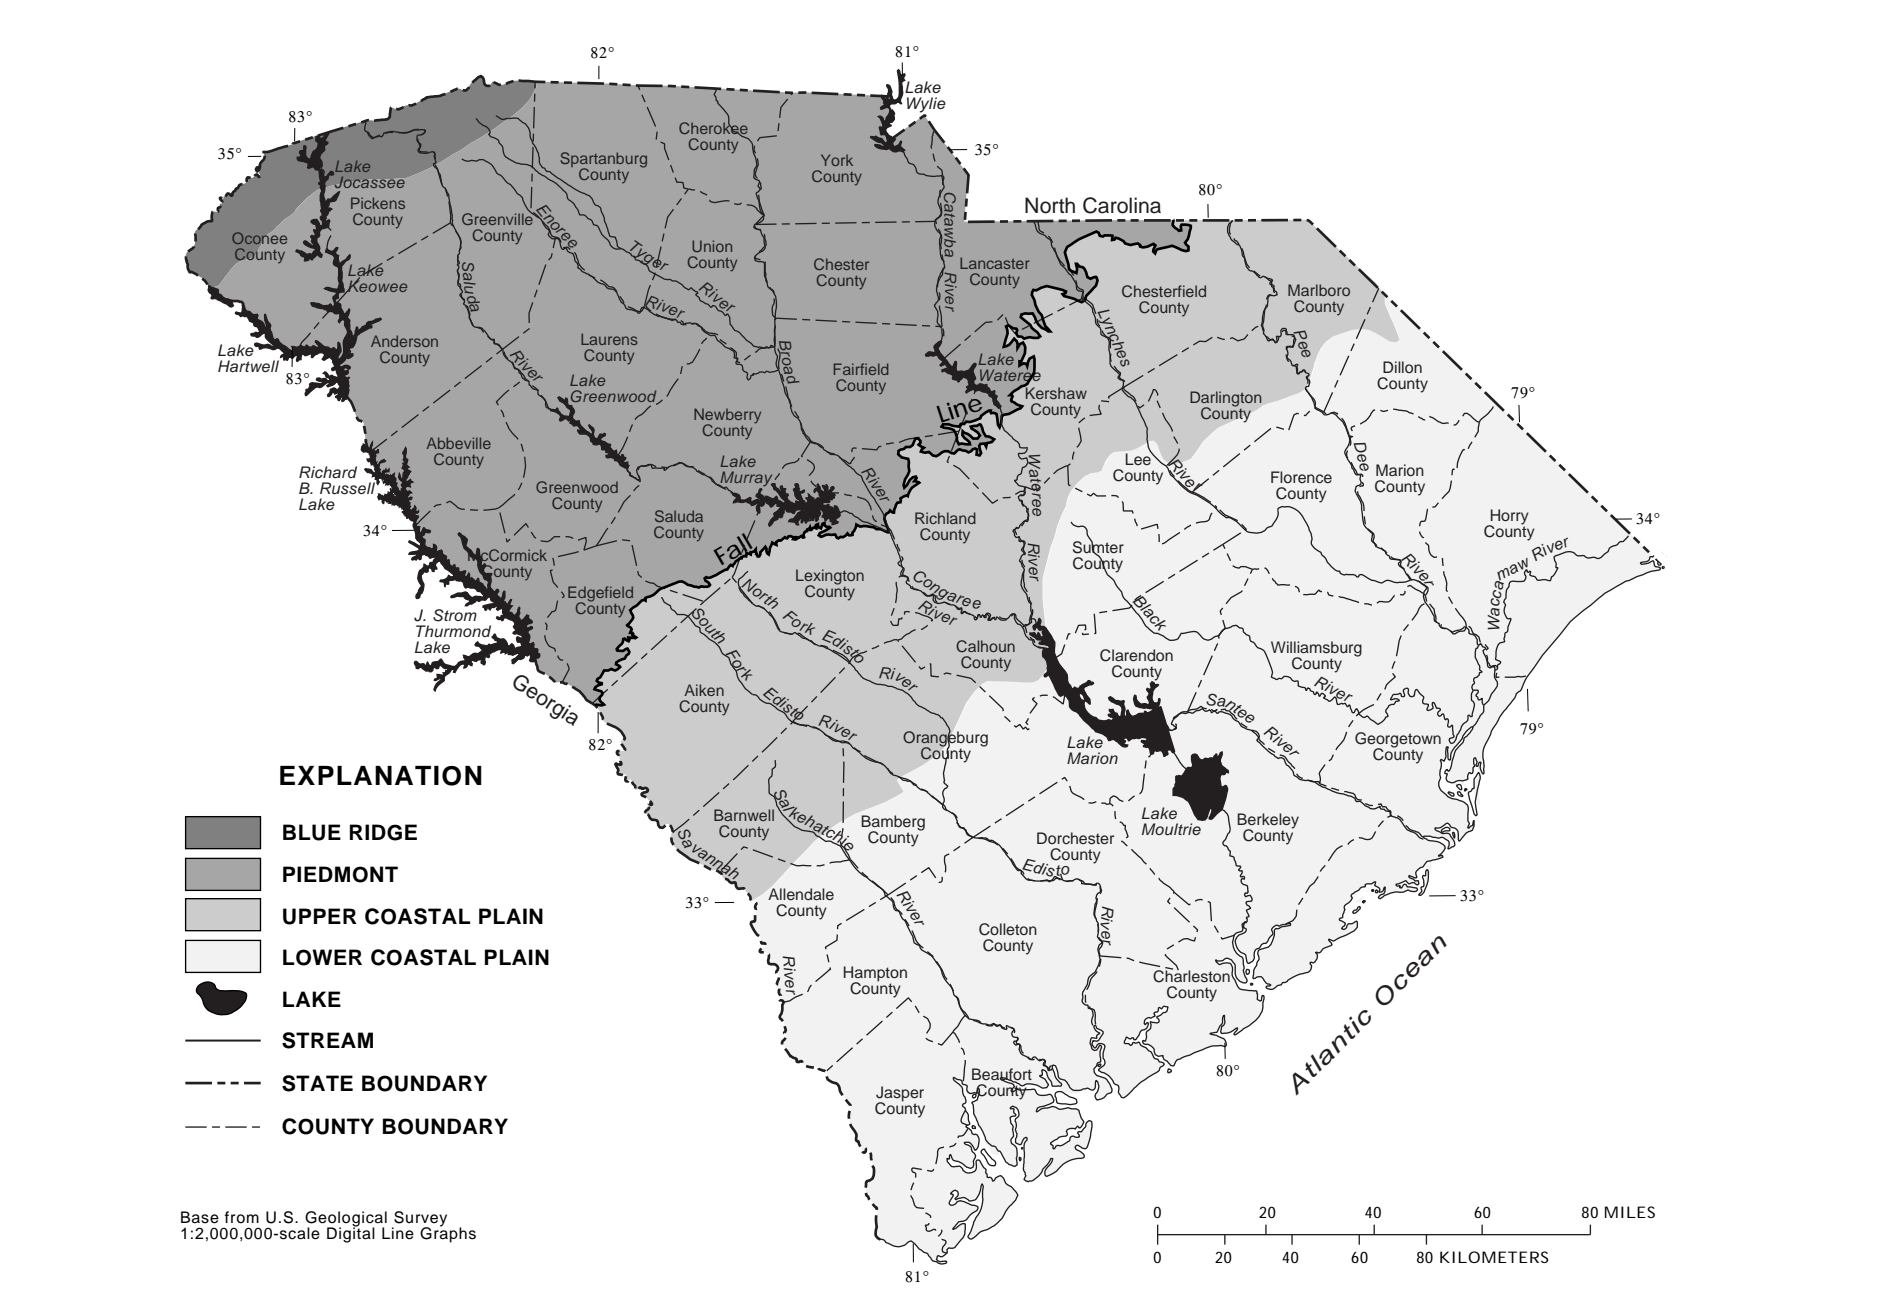 82°
81°
Lake
Wylie
83°
35°
35°
Cherokee
County
Spartanburg
County
York
County
Lake
Jocassee
Pickens
County
80°
North Carolina
Greenville
County
Enoree
Tyger
River
River
Catawba
River
Oconee
County
Union
County
Chester
County
Lancaster
County
Lake
Keowee
Saluda
River
Chesterfield
County
Marlboro
County
Lynches
River
Pee
Dee
River
Anderson
County
Laurens
County
Broad
River
Lake
Hartwell
83°
Fairfield
County
Lake
Wateree
Dillon
County
Lake
Greenwood
Kershaw
County
Darlington
County
79°
Line
Newberry
County
Abbeville
County
Lake
Murray
Lee
County
Richard
B. Russell
Lake
Greenwood
County
Wateree
River
Florence
County
Marion
County
34°
Saluda
County
Richland
County
Horry
County
34°
Fall
McCormick
County
Sumter
County
Waccamaw River
Edgefield
County
Lexington
County
Congaree
River
North Fork Edisto River
South Fork Edisto River
Black
River
J. Strom
Thurmond
Lake
Calhoun
County
Clarendon
County
Williamsburg
County
Georgia
Aiken
County
Santee
River
79°
82°
Orangeburg
County
Lake
Marion
Georgetown
County
EXPLANATION
BLUE RIDGE
PIEDMONT
UPPER COASTAL PLAIN
LOWER COASTAL PLAIN
LAKE
STREAM
STATE BOUNDARY
COUNTY BOUNDARY
Barnwell
County
Sa/kehatchie
River
Bamberg
County
Lake
Moultrie
Berkeley
County
Dorchester
County
Savannah
River
Edisto
River
33°
Allendale
County
33°
Colleton
County
Hampton
County
Charleston
County
Atlantic Ocean
80°
Beaufort
County
Jasper
County
81°
Base from U.S. Geological Survey
1:2,000,000-scale Digital Line Graphs
0 20 40 60 80 MILES
0 20 40 60 80 KILOMETERS